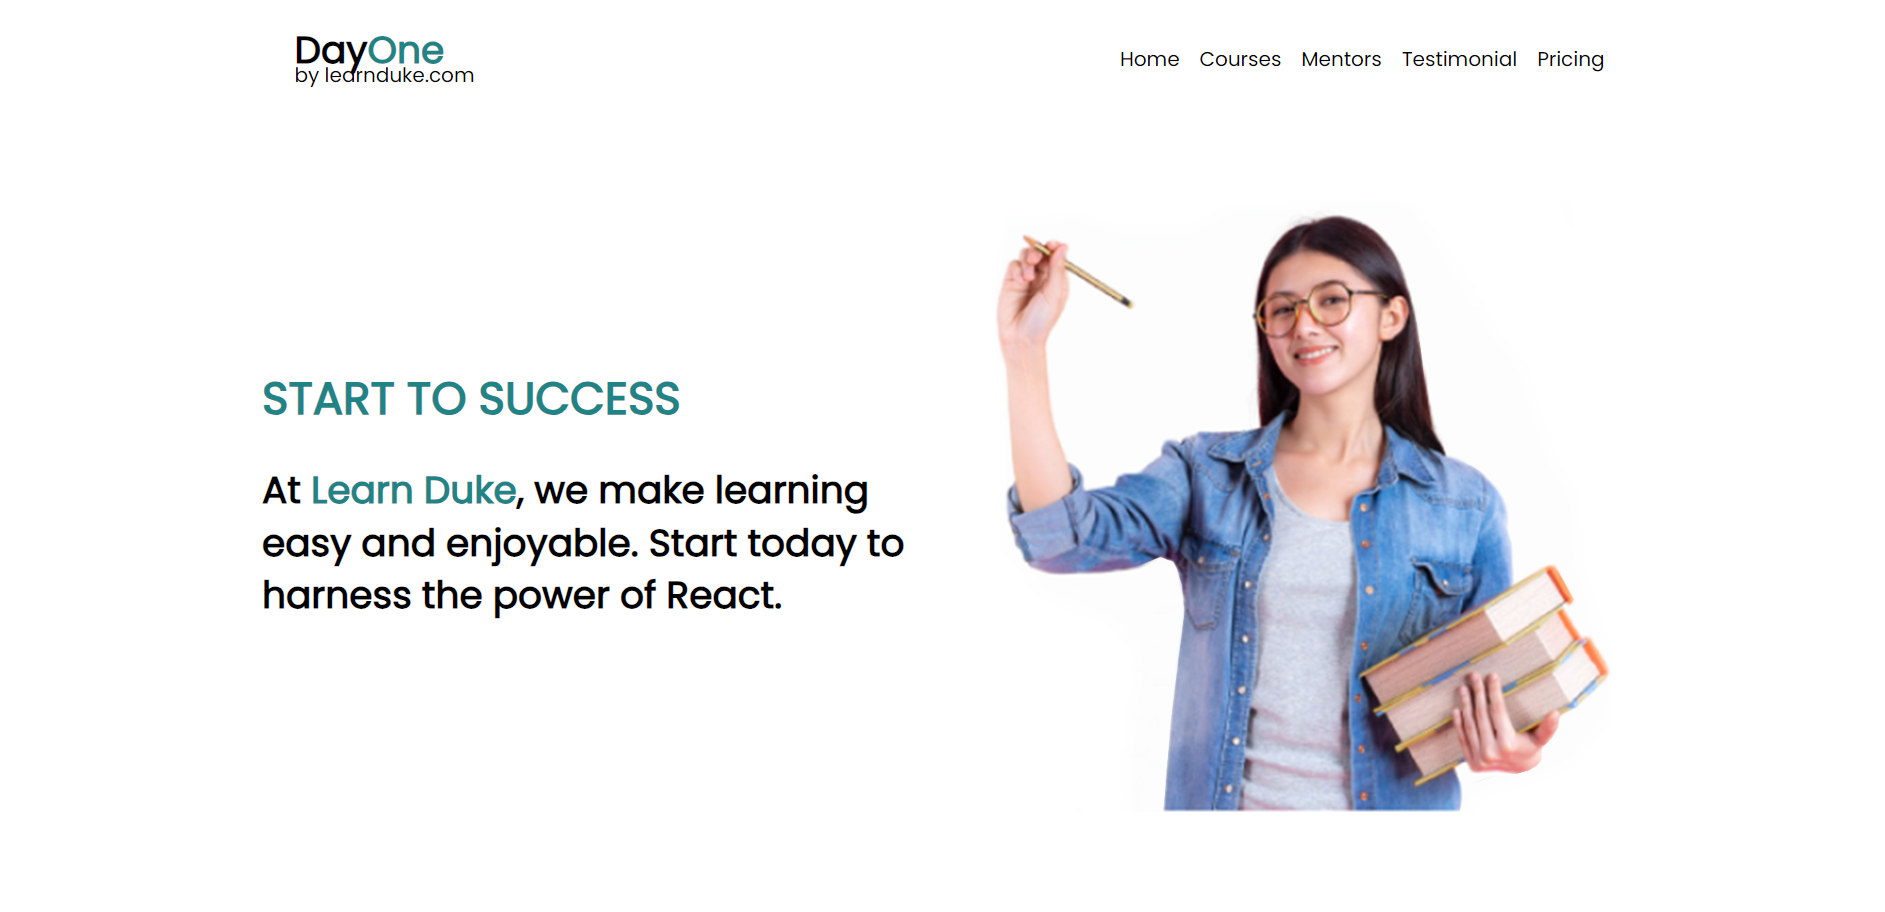 DayOne
by learnduke.com
Home Courses Mentors Testimonial Pricing
START TO SUCCESS
At Learn Duke, we make learning
easy and enjoyable. Start today to
harness the power of React.